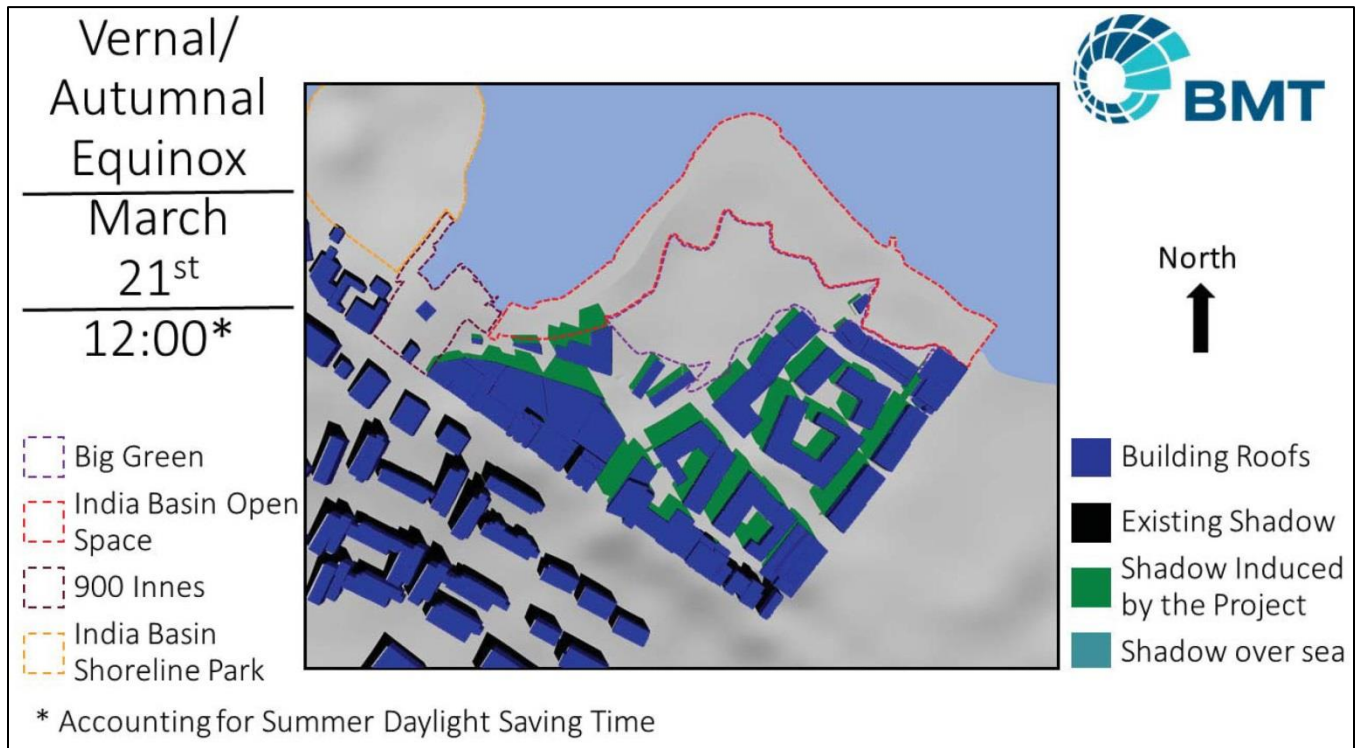 Vernal/
Autumnal
Equinox
March
21st
12:00*
Big Green
India Basin Open
Space
900 Innes
India Basin
Shoreline Park
* Accounting for Summer Daylight Saving Time
BMT
North
Building Roofs
Existing Shadow
Shadow Induced
by the Project
Shadow over sea